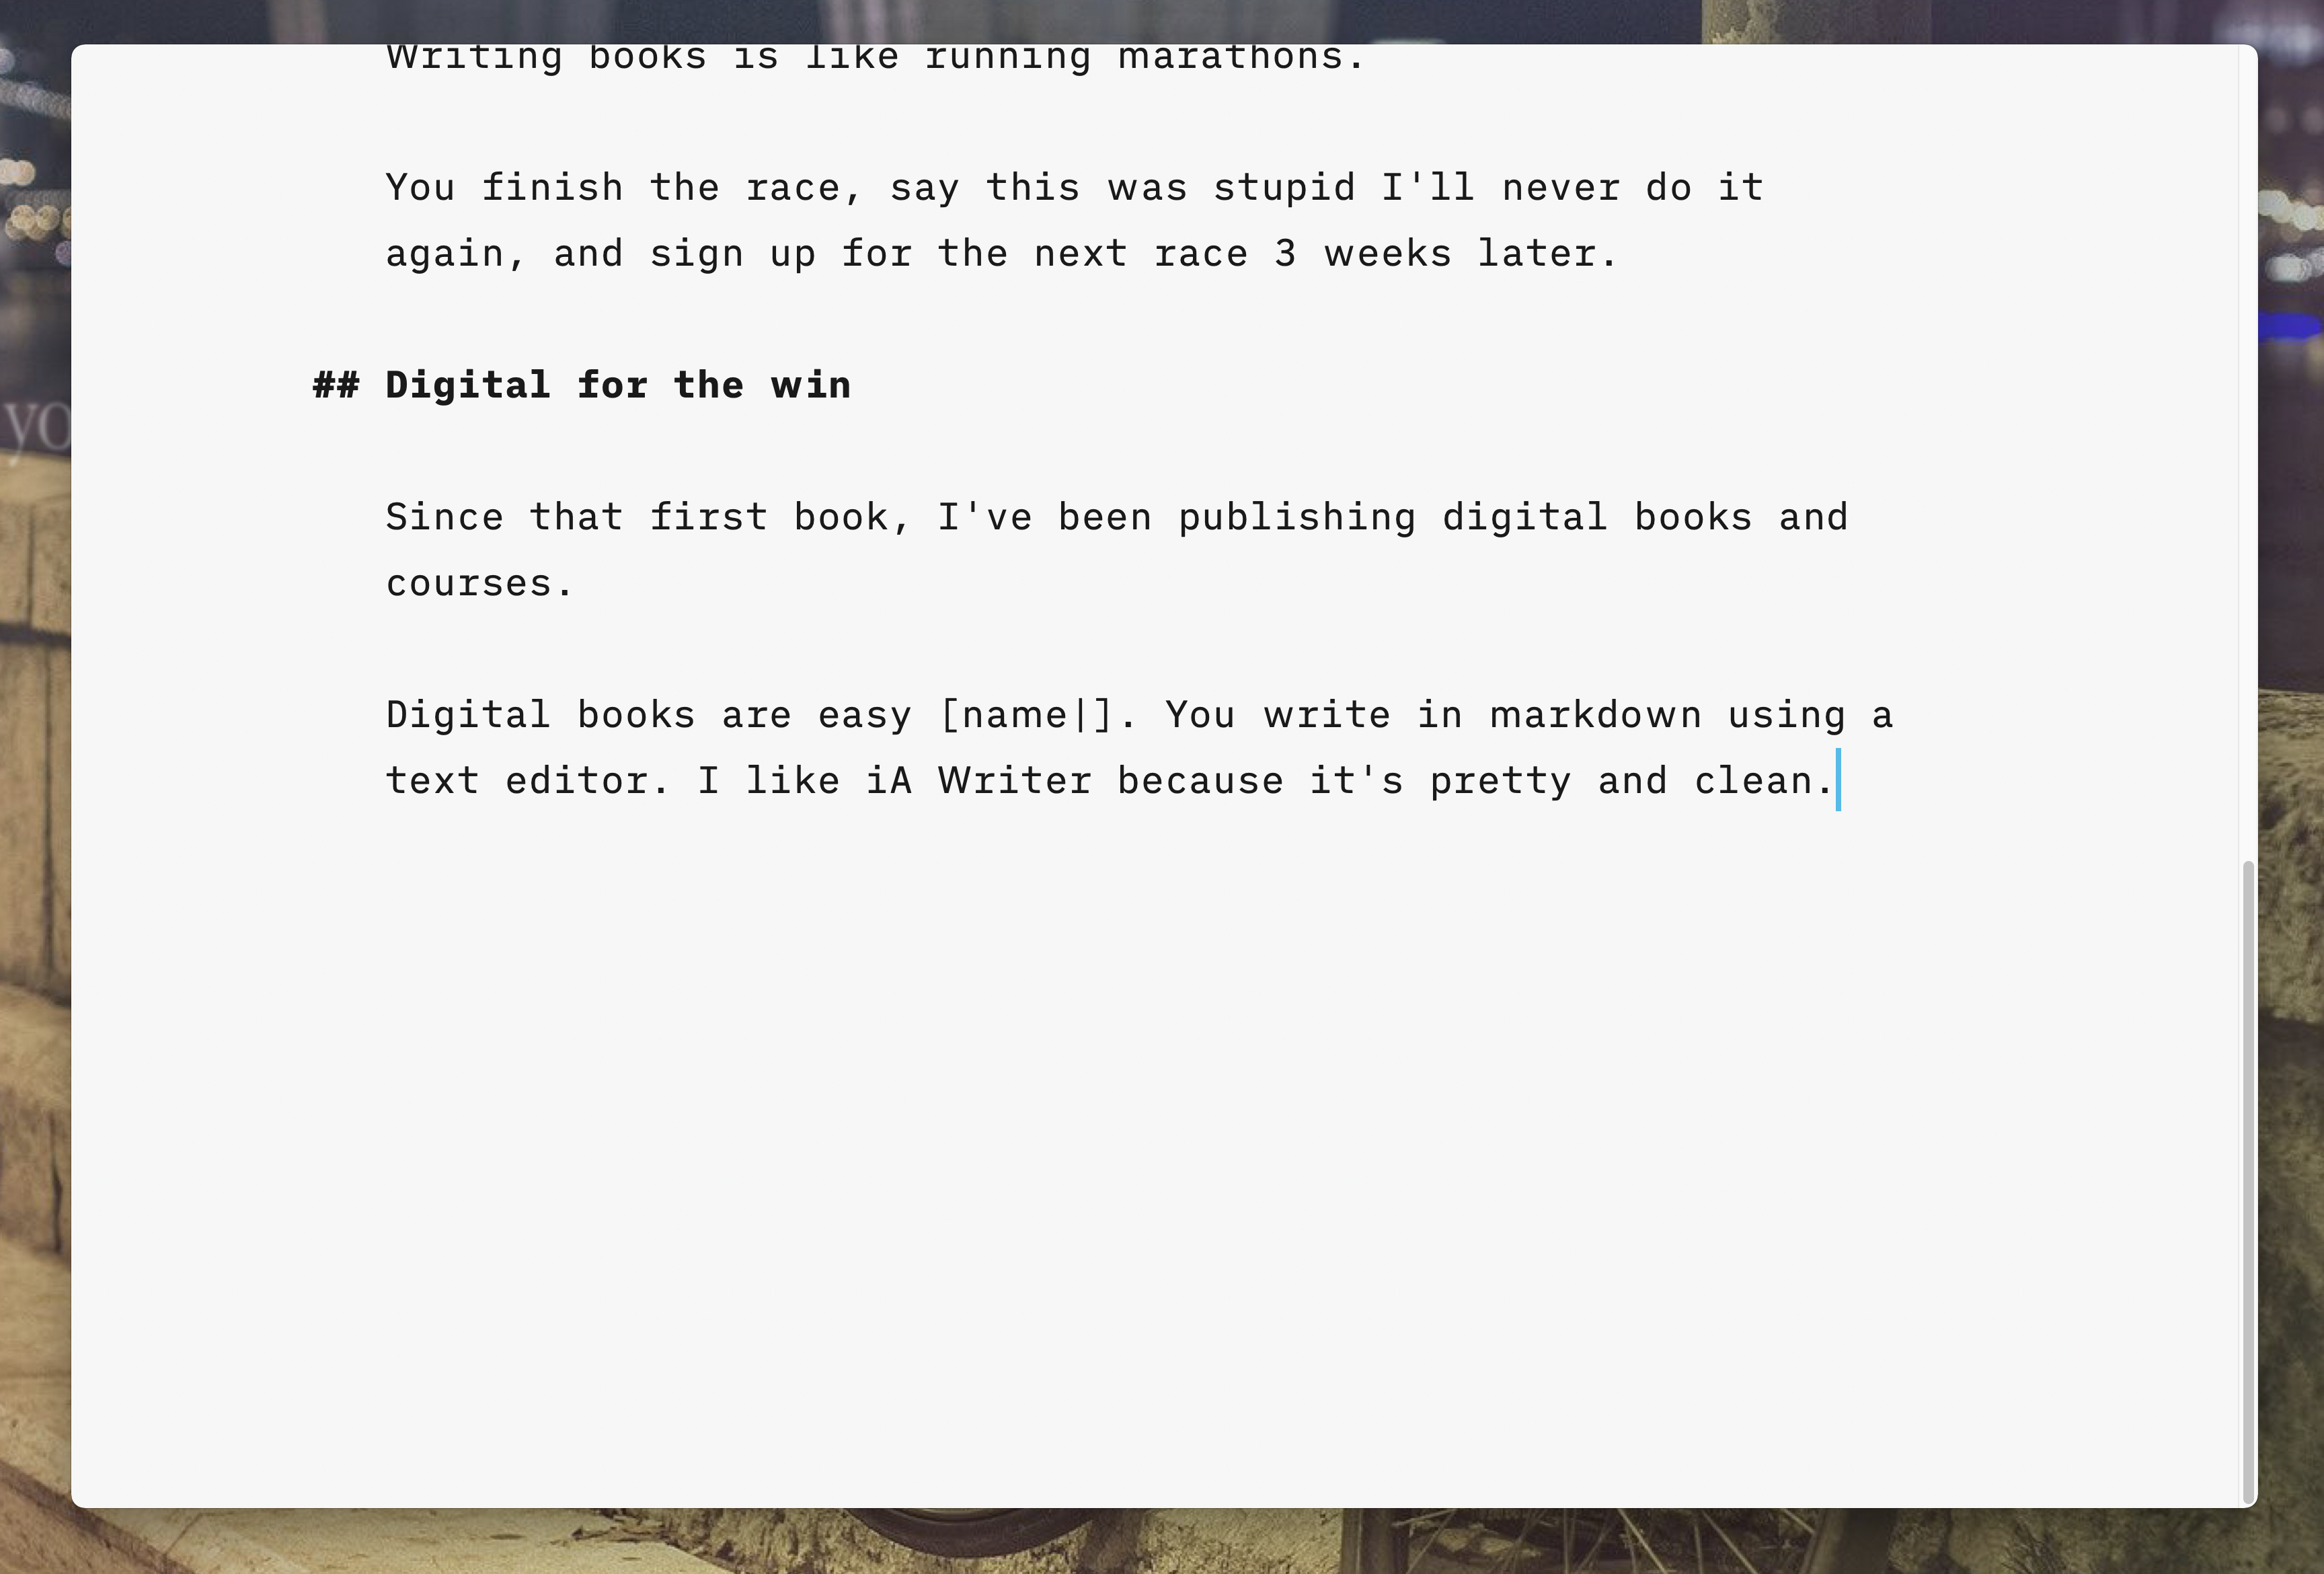 Writing books is like running marathons.
You finish the race, say this was stupid I'll never do it
again, and sign up for the next race 3 weeks later.
## Digital for the win
yo
Since that first book, I've been publishing digital books and
courses.
Digital books are easy [name|]. You write in markdown using a
text editor. I like iA Writer because it's pretty and clean.